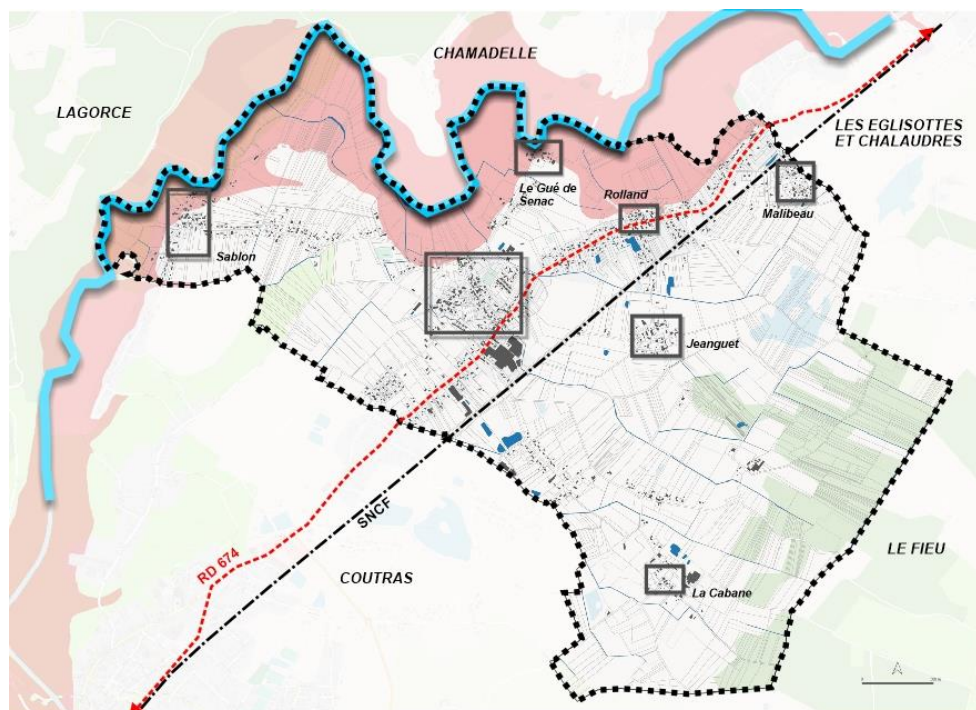 CHAMADELLE
LAGORCE
LES EGLISOTTES
ET CHALAUDRES
Le Gué de
Senac
Rolland
Malibeau
Sablon
Jeanguet
SNCF
RD 674
COUTRAS
LE FIEU
La Cabane